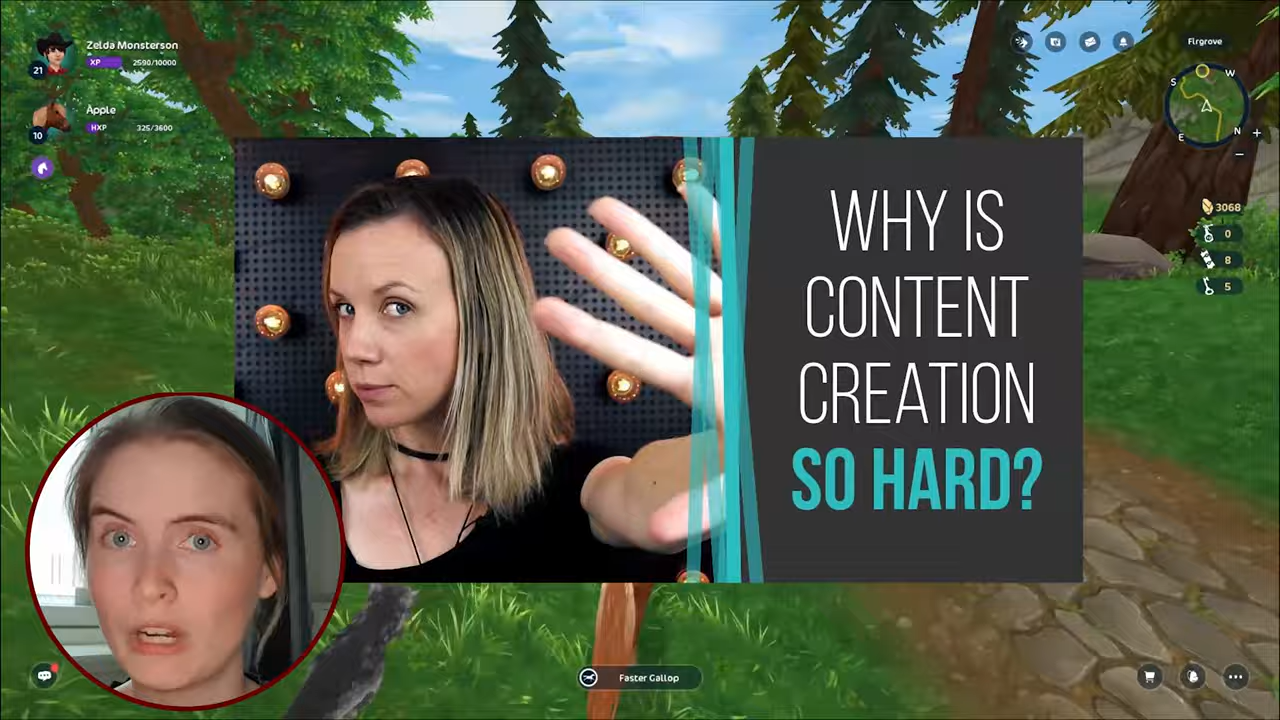 Zelda Monsterson
XP 2590/10000
21
Apple
HXP 325/3600
10
Firgrove
S
W
E
N
3068
0
8
5
WHY IS
CONTENT
CREATION
SO HARD?
Faster Gallop